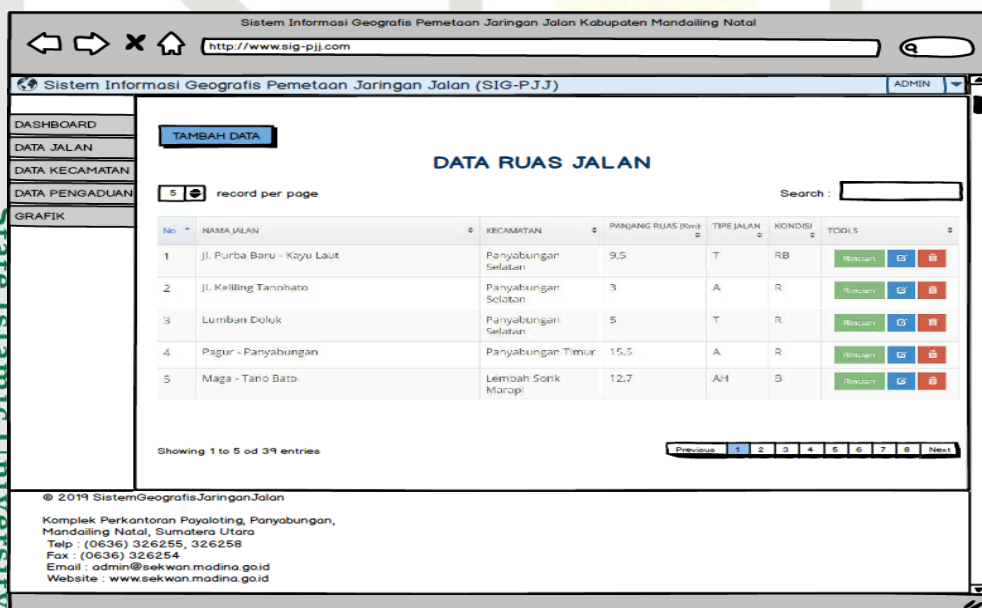 Sistem Informasi Geografis Pemetaan Jaringan Jalan Kabupaten Mandailing Natal
http://www.sig-pjj.com
Sistem Informasi Geografis Pemetaan Jaringan Jalan (SIG-PJJ)
ADMIN
DASHBOARD
DATA JALAN
DATA KECAMATAN
DATA PENGADUAN
GRAFIK
TAMBAH DATA
DATA RUAS JALAN
5 record per page
Search :
No NAMA JALAN KECAMATAN PANJANG RUAS (Km) TIPE JALAN KONDISI TOOLS
1 Jl. Purba Baru - Kayu Laut Panyabungan Selatan 9,5 T RB Rincian
2 Jl. Keliling Tanobato Panyabungan Selatan 3 A R Rincian
3 Lumban Dolok Panyabungan Selatan 5 T R Rincian
4 Pagur - Panyabungan Panyabungan Timur 15.5 A R Rincian
5 Maga - Tano Bato Lembah Sorik Marapi 12.7 AH B Rincian
Showing 1 to 5 od 39 entries
Previous 1 2 3 4 5 6 7 8 Next
© 2019 SistemGeografisJaringanJalan
Komplek Perkantoran Payaloting, Panyabungan,
Mandailing Natal, Sumatera Utara
Telp : (0636) 326255, 326258
Fax : (0636) 326254
Email : admin@sekwan.madina.go.id
Website : www.sekwan.madina.go.id
State Islamic University